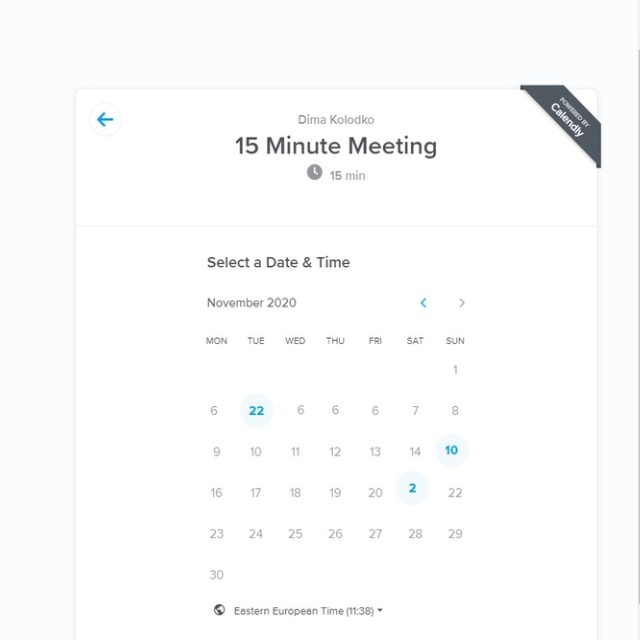 POWERED BY
Calendly
Dima Kolodko
15 Minute Meeting
15 min
Select a Date & Time
November 2020
MON TUE WED THU FRI SAT SUN
1
6 22 6 6 6 7 8
9 10 11 12 13 14 10
16 17 18 19 20 2 22
23 24 25 26 27 28 29
30
Eastern European Time (11:38)